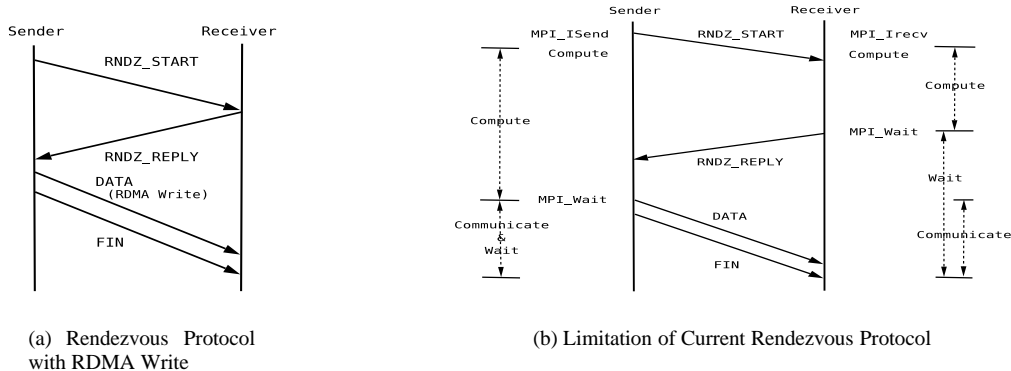 Sender
Receiver
RNDZ_START
RNDZ_REPLY
DATA
(RDMA Write)
FIN
(a) Rendezvous Protocol
with RDMA Write
Sender
Receiver
MPI_ISend
RNDZ_START
MPI_Irecv
Compute
Compute
Compute
Compute
MPI_Wait
RNDZ_REPLY
Wait
MPI_Wait
DATA
Communicate
&
Wait
Communicate
FIN
(b) Limitation of Current Rendezvous Protocol